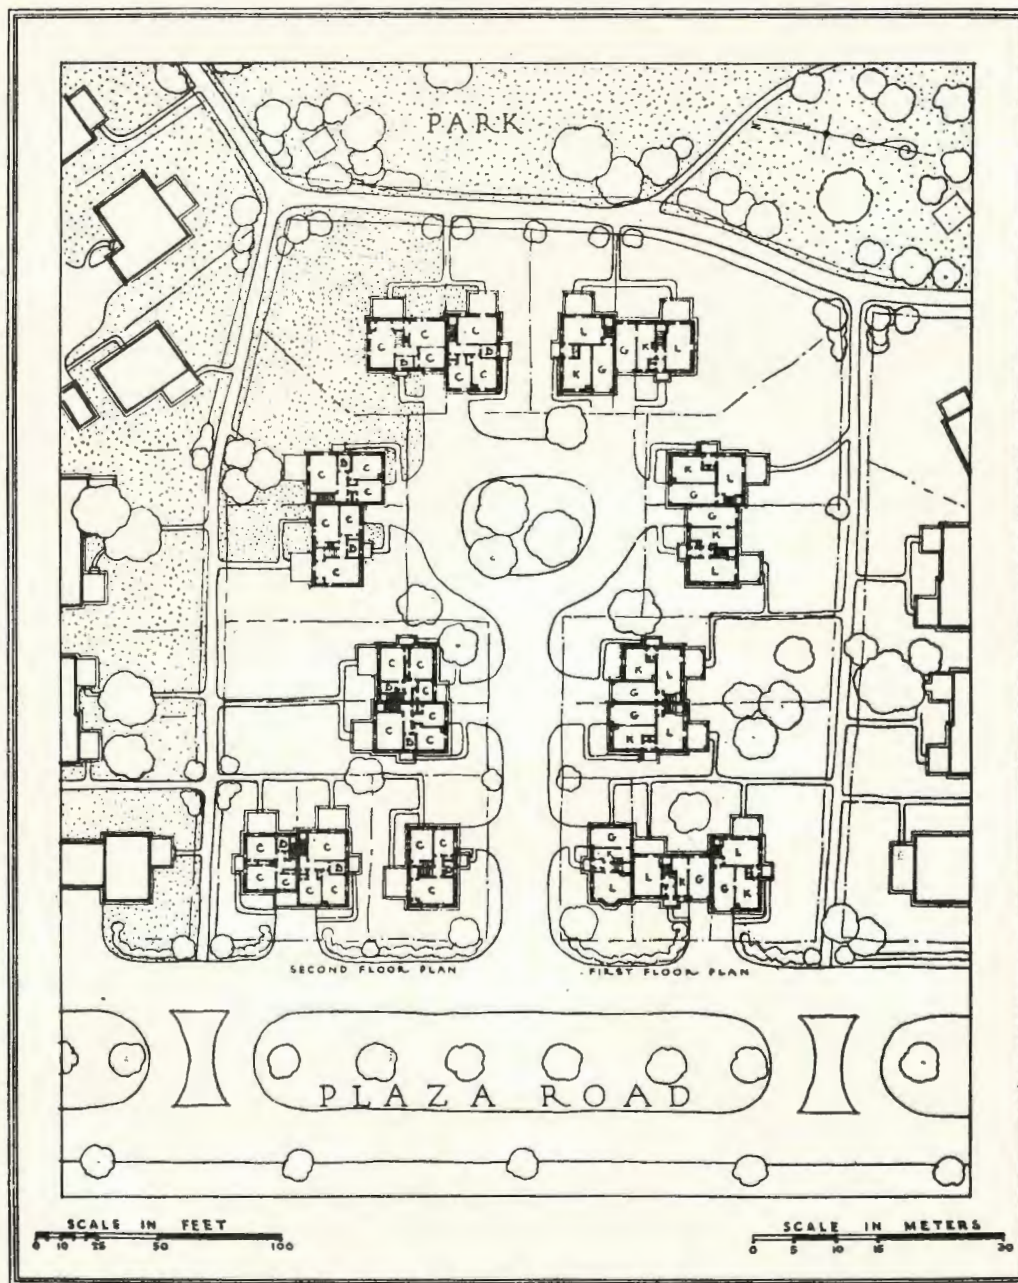 PARK
N
C C C
C B C C B
C C
L L
G K
K G
C B C
C
C C
B
C
K L
G
G
K
L
C C
B C
C
C B C
K L
G
G
K L
C B C B
C C C
C C
C
G
K
L L K G
L
G K
SECOND FLOOR PLAN
FIRST FLOOR PLAN
PLAZA ROAD
SCALE IN FEET
0 10 25 50 100
SCALE IN METERS
0 5 10 15 30